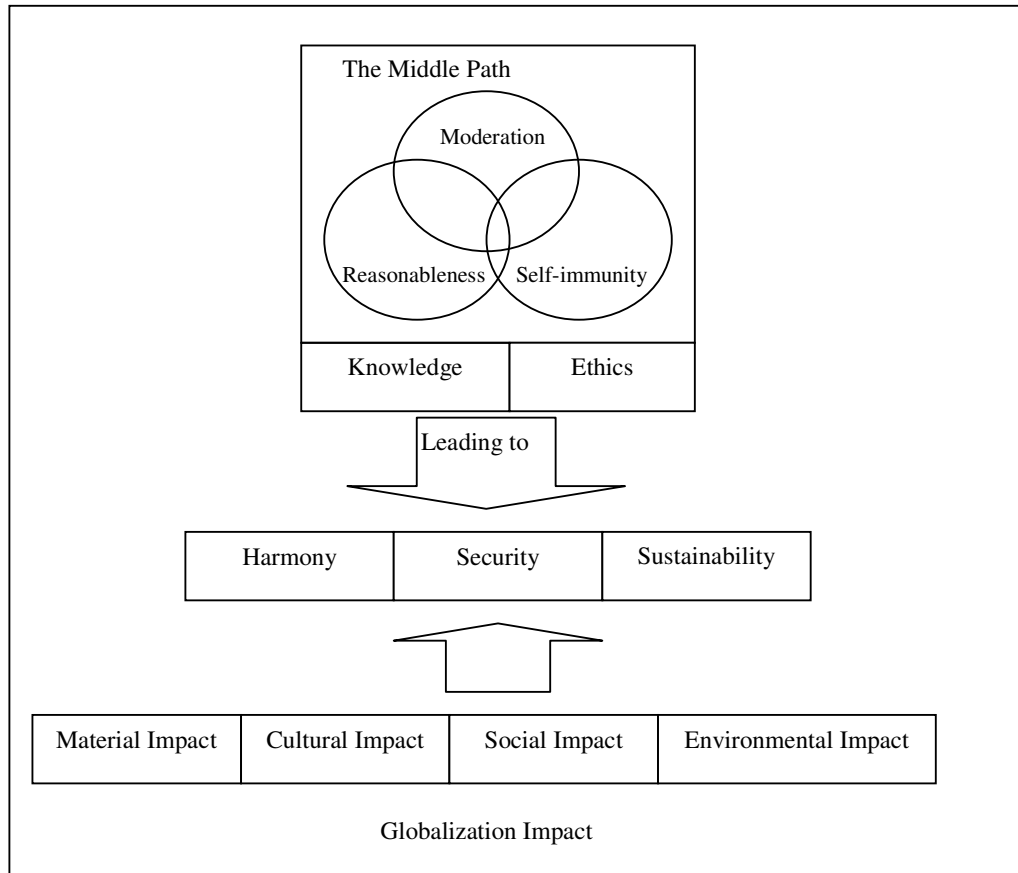 The Middle Path
Moderation
Reasonableness Self-immunity
Knowledge Ethics
Leading to
Harmony Security Sustainability
Material Impact Cultural Impact Social Impact Environmental Impact
Globalization Impact